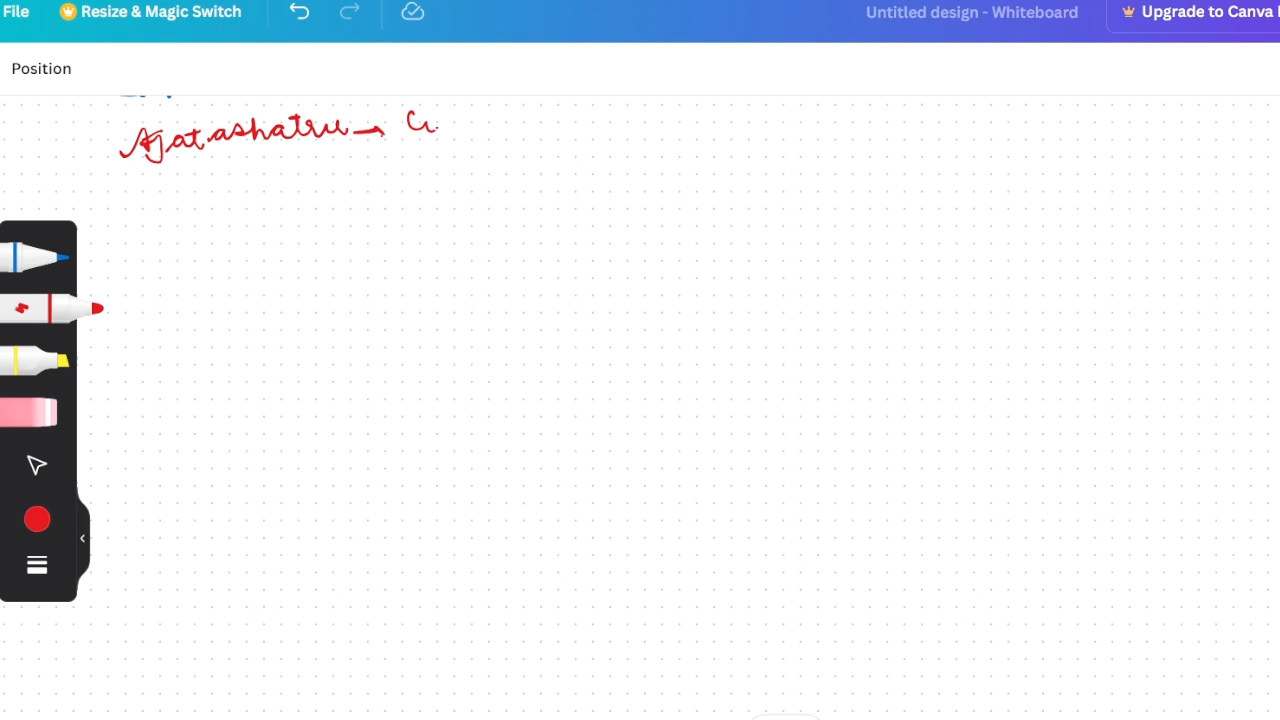 File Resize & Magic Switch Untitled design - Whiteboard Upgrade to Canva
Position
Ajatashatru →